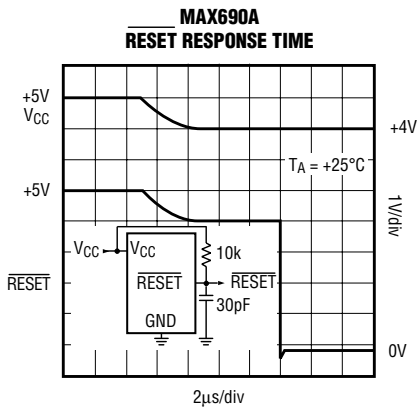 MAX690A
RESET RESPONSE TIME
+5V
VCC
+4V
TA = +25°C
+5V
1V/div
VCC
VCC
10k
RESET
RESET
RESET
30pF
GND
0V
2µs/div